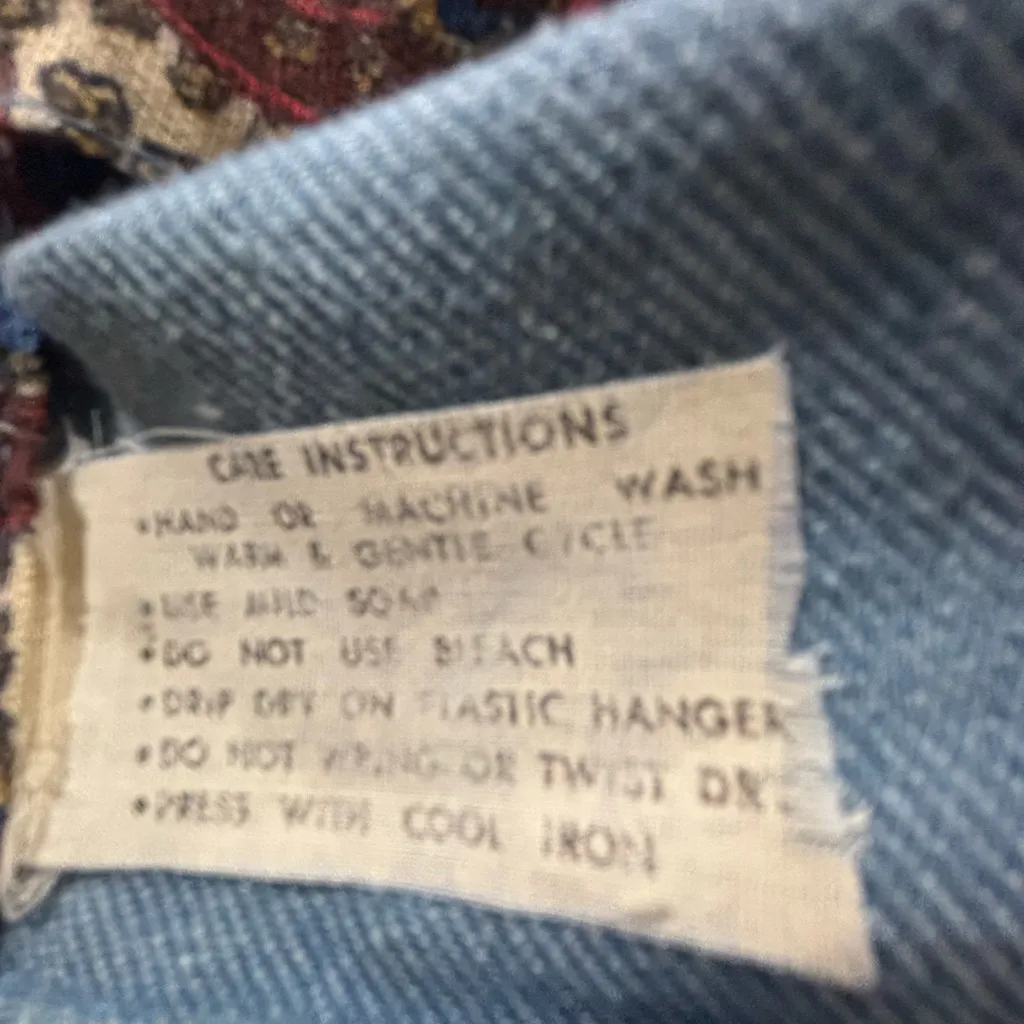 CARE INSTRUCTIONS
•HAND OR MACHINE WASH
WARM & GENTLE CYCLE
•USE MILD SOAP
•DO NOT USE BLEACH
•DRIP DRY ON PLASTIC HANGER
•DO NOT WRING OR TWIST DRY
•PRESS WITH COOL IRON